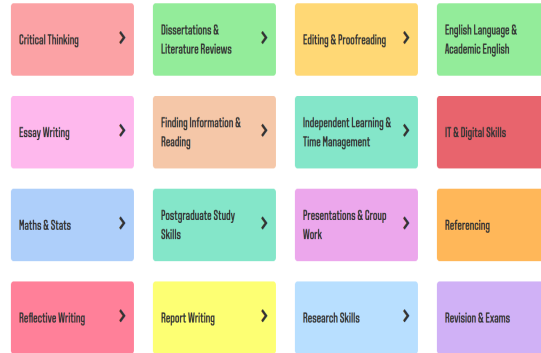 Critical Thinking
Dissertations &
Literature Reviews
Editing & Proofreading
English Language &
Academic English
Essay Writing
Finding Information &
Reading
Independent Learning &
Time Management
IT & Digital Skills
Maths & Stats
Postgraduate Study
Skills
Presentations & Group
Work
Referencing
Reflective Writing
Report Writing
Research Skills
Revision & Exams